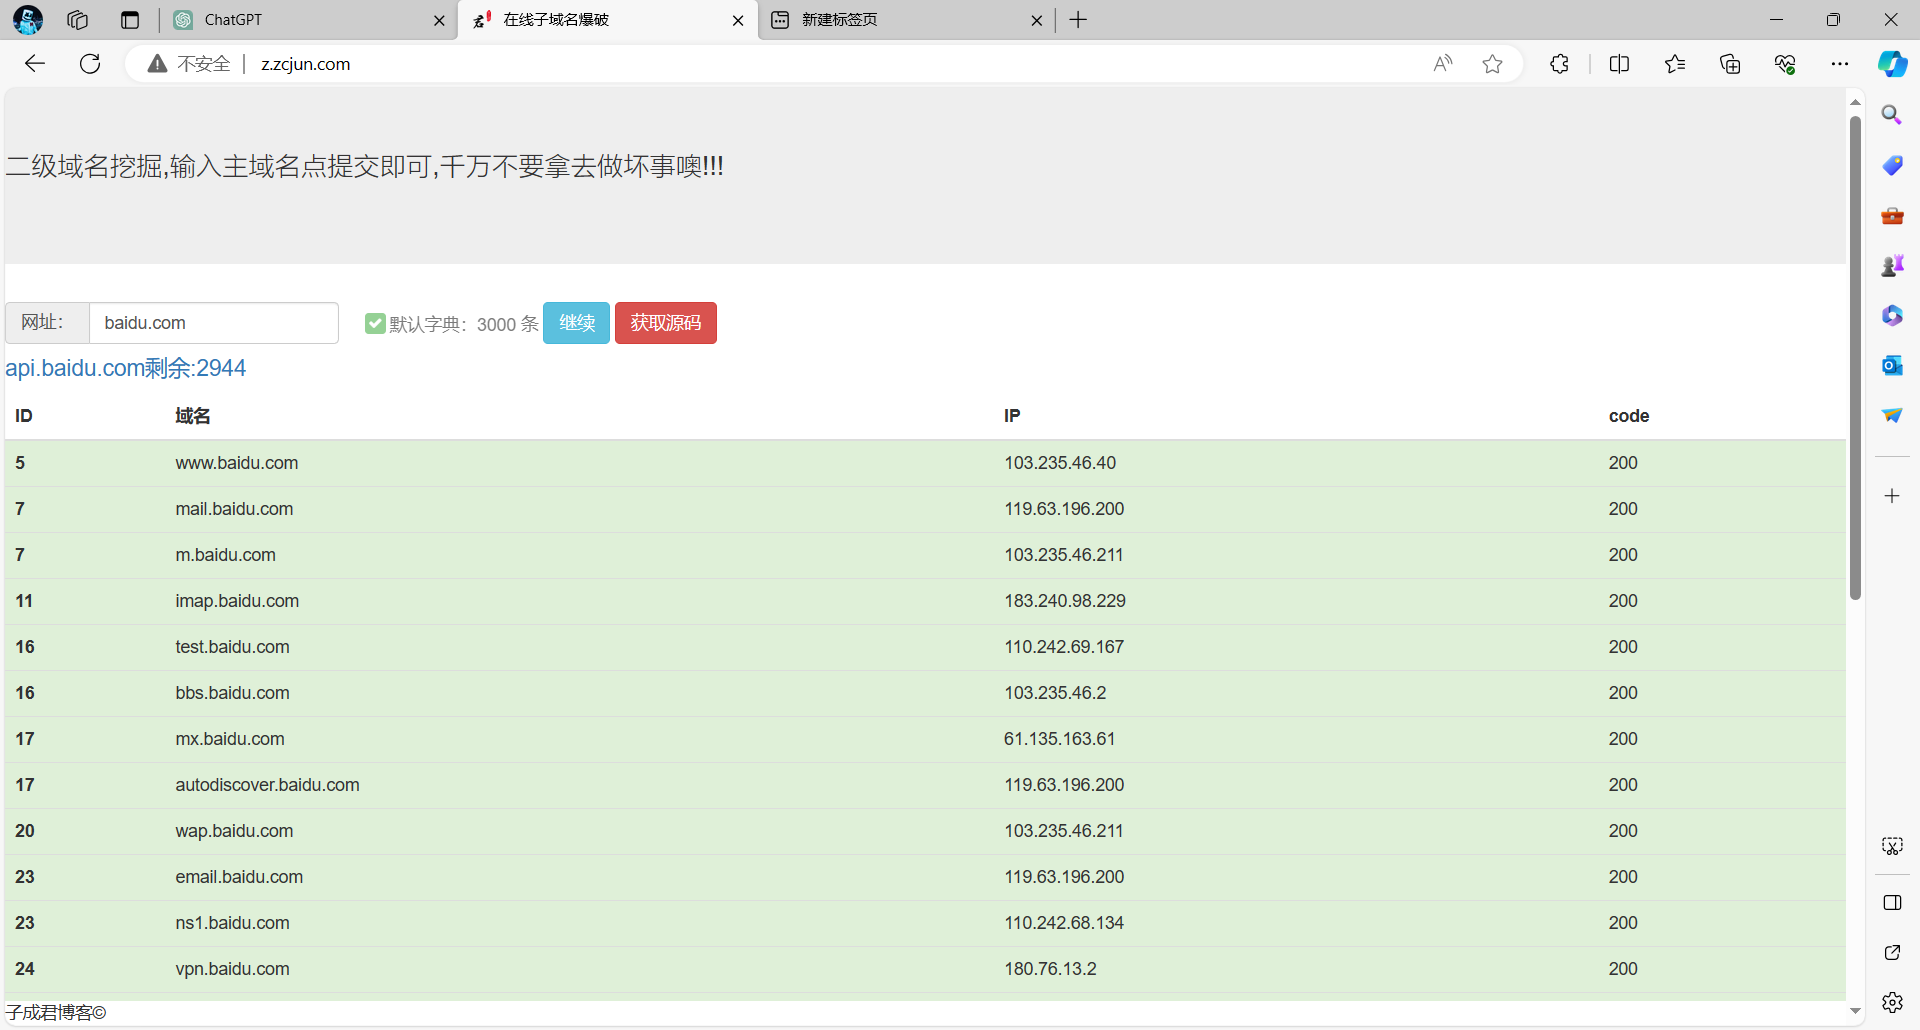 ChatGPT
在线子域名爆破
新建标签页
不安全
z.zcjun.com
二级域名挖掘,输入主域名点提交即可,千万不要拿去做坏事噢!!!
网址： baidu.com 默认字典：3000 条 继续 获取源码
api.baidu.com剩余:2944
ID 域名 IP code
5 www.baidu.com 103.235.46.40 200
7 mail.baidu.com 119.63.196.200 200
7 m.baidu.com 103.235.46.211 200
11 imap.baidu.com 183.240.98.229 200
16 test.baidu.com 110.242.69.167 200
16 bbs.baidu.com 103.235.46.2 200
17 mx.baidu.com 61.135.163.61 200
17 autodiscover.baidu.com 119.63.196.200 200
20 wap.baidu.com 103.235.46.211 200
23 email.baidu.com 119.63.196.200 200
23 ns1.baidu.com 110.242.68.134 200
24 vpn.baidu.com 180.76.13.2 200
子成君博客©